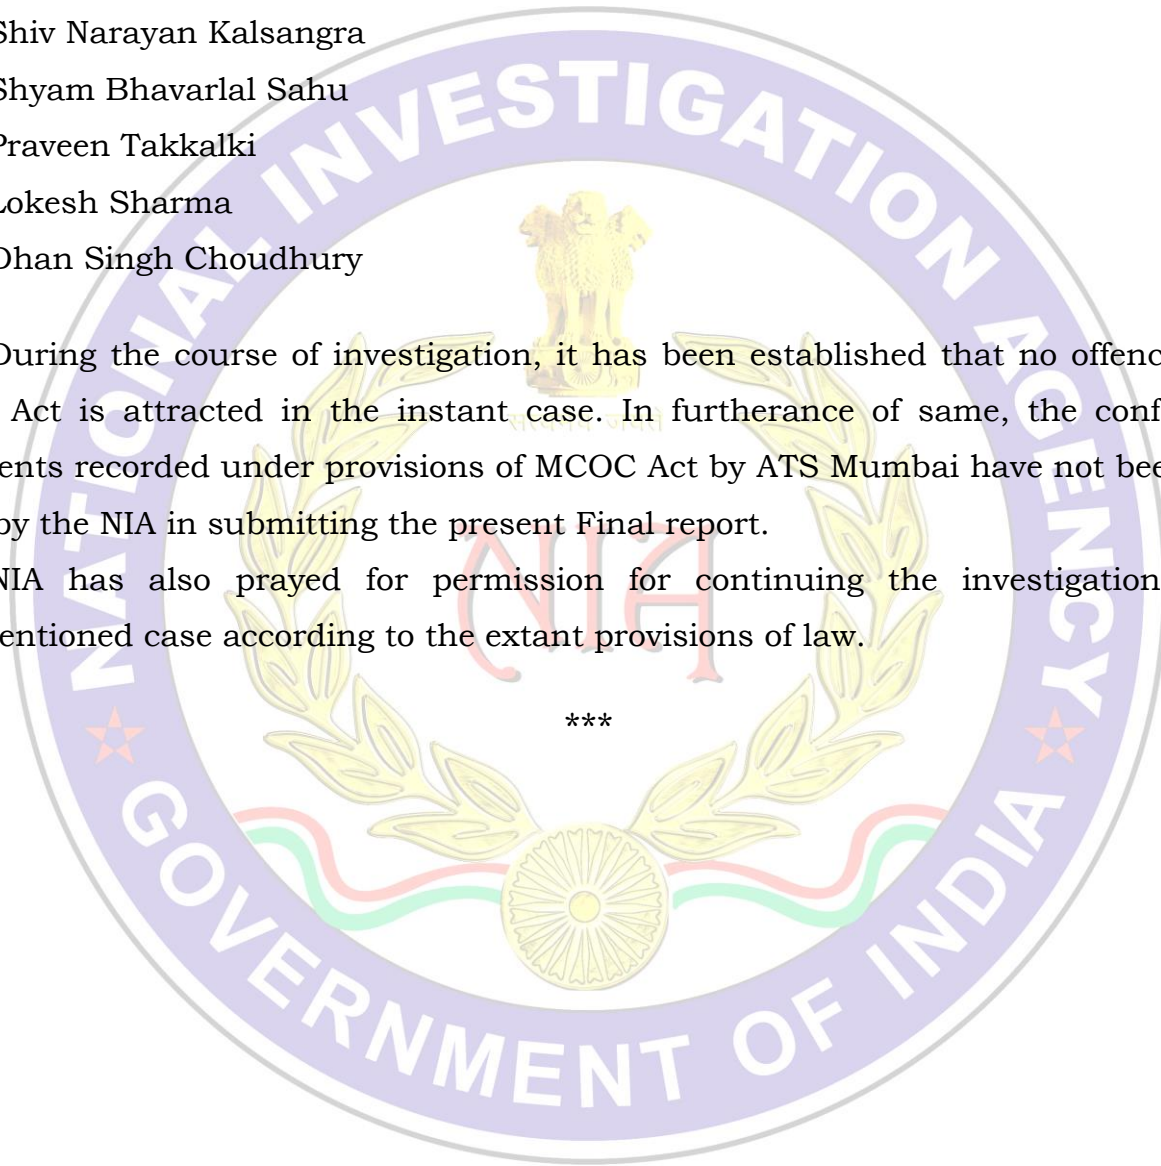 Shiv Narayan Kalsangra
Shyam Bhavarlal Sahu
Praveen Takkalki
Lokesh Sharma
Dhan Singh Choudhury
During the course of investigation, it has been established that no offenc
Act is attracted in the instant case. In furtherance of same, the conf
ents recorded under provisions of MCOC Act by ATS Mumbai have not bee
by the NIA in submitting the present Final report.
NIA has also prayed for permission for continuing the investigation
entioned case according to the extant provisions of law.
***
NATIONAL INVESTIGATION AGENCY
सत्यमेव जयते
NIA
GOVERNMENT OF INDIA